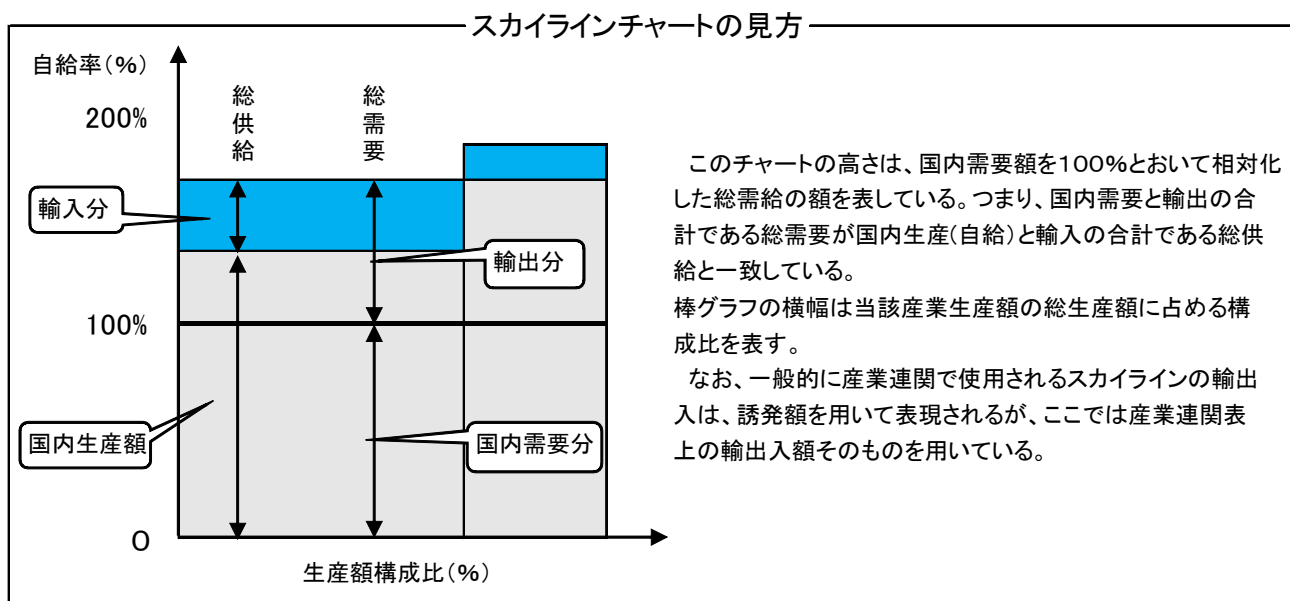 スカイラインチャートの見方
自給率(%)
200%
総供給
総需要
輸入分
輸出分
100%
国内生産額
国内需要分
0
生産額構成比(%)
このチャートの高さは、国内需要額を100%とおいて相対化
した総需給の額を表している。つまり、国内需要と輸出の合
計である総需要が国内生産(自給)と輸入の合計である総供
給と一致している。
棒グラフの横幅は当該産業生産額の総生産額に占める構
成比を表す。
なお、一般的に産業連関で使用されるスカイラインの輸出
入は、誘発額を用いて表現されるが、ここでは産業連関表
上の輸出入額そのものを用いている。